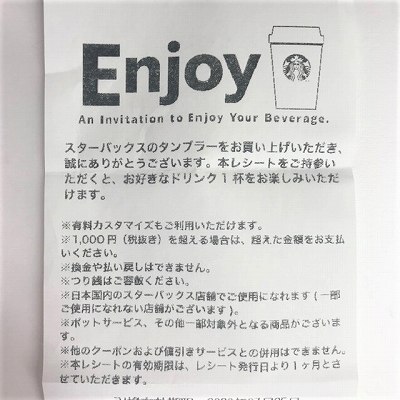 Enjoy
An Invitation to Enjoy Your Beverage.
スターバックスのタンブラーをお買い上げいただき、
誠にありがとうございます。本レシートをご持参い
ただくと、お好きなドリンク1杯をお楽しみいただ
けます。
※有料カスタマイズもご利用いただけます。
※1,000円（税抜き）を超える場合は、超えた金額をお支払
いください。
※換金や払い戻しはできません。
※つり銭はご容赦ください。
※日本国内のスターバックス店舗でご使用になれます(一部
ご使用になれない店舗がございます)。
※ポットサービス、その他一部対象外となる商品がございま
す。
※他のクーポンおよび値引きサービスとの併用はできません。
※本レシートの有効期限は、レシート発行日より1ヶ月とさ
せていただきます。